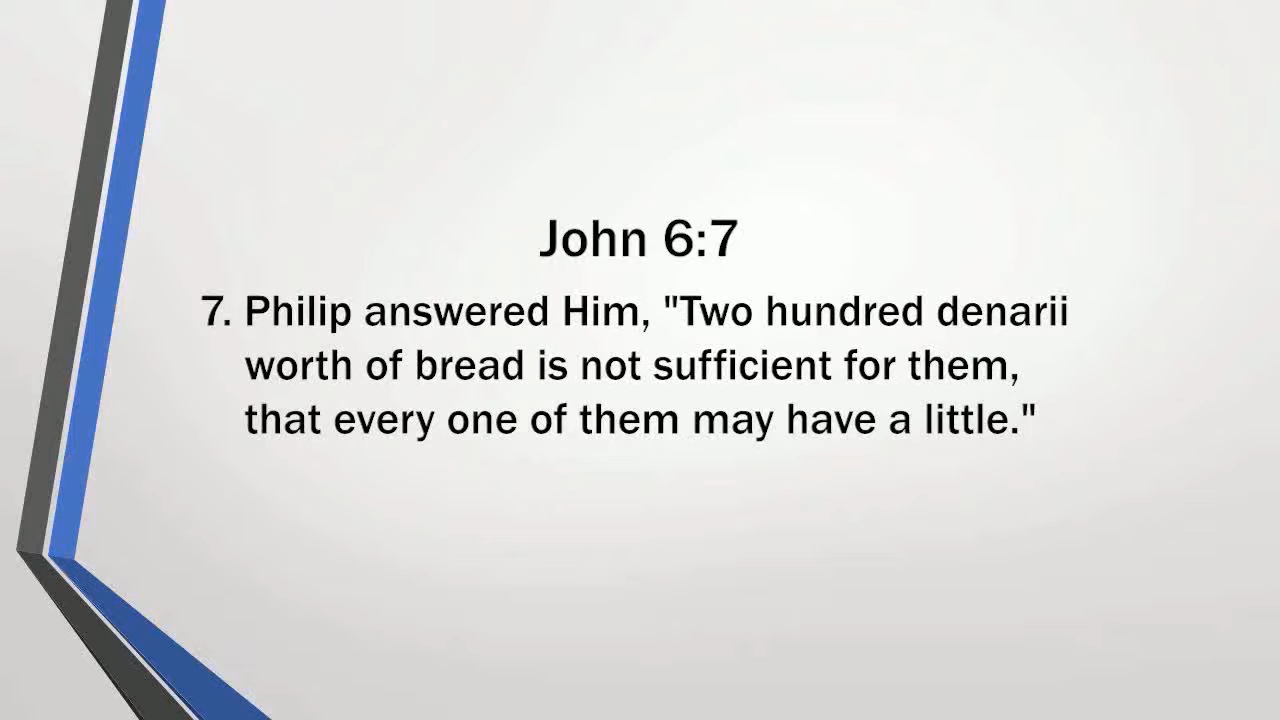 John 6:7
7. Philip answered Him, "Two hundred denarii
worth of bread is not sufficient for them,
that every one of them may have a little."